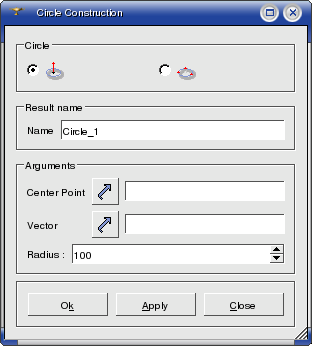 Circle Construction
Circle
Result name
Name Circle_1
Arguments
Center Point
Vector
Radius : 100
Ok Apply Close